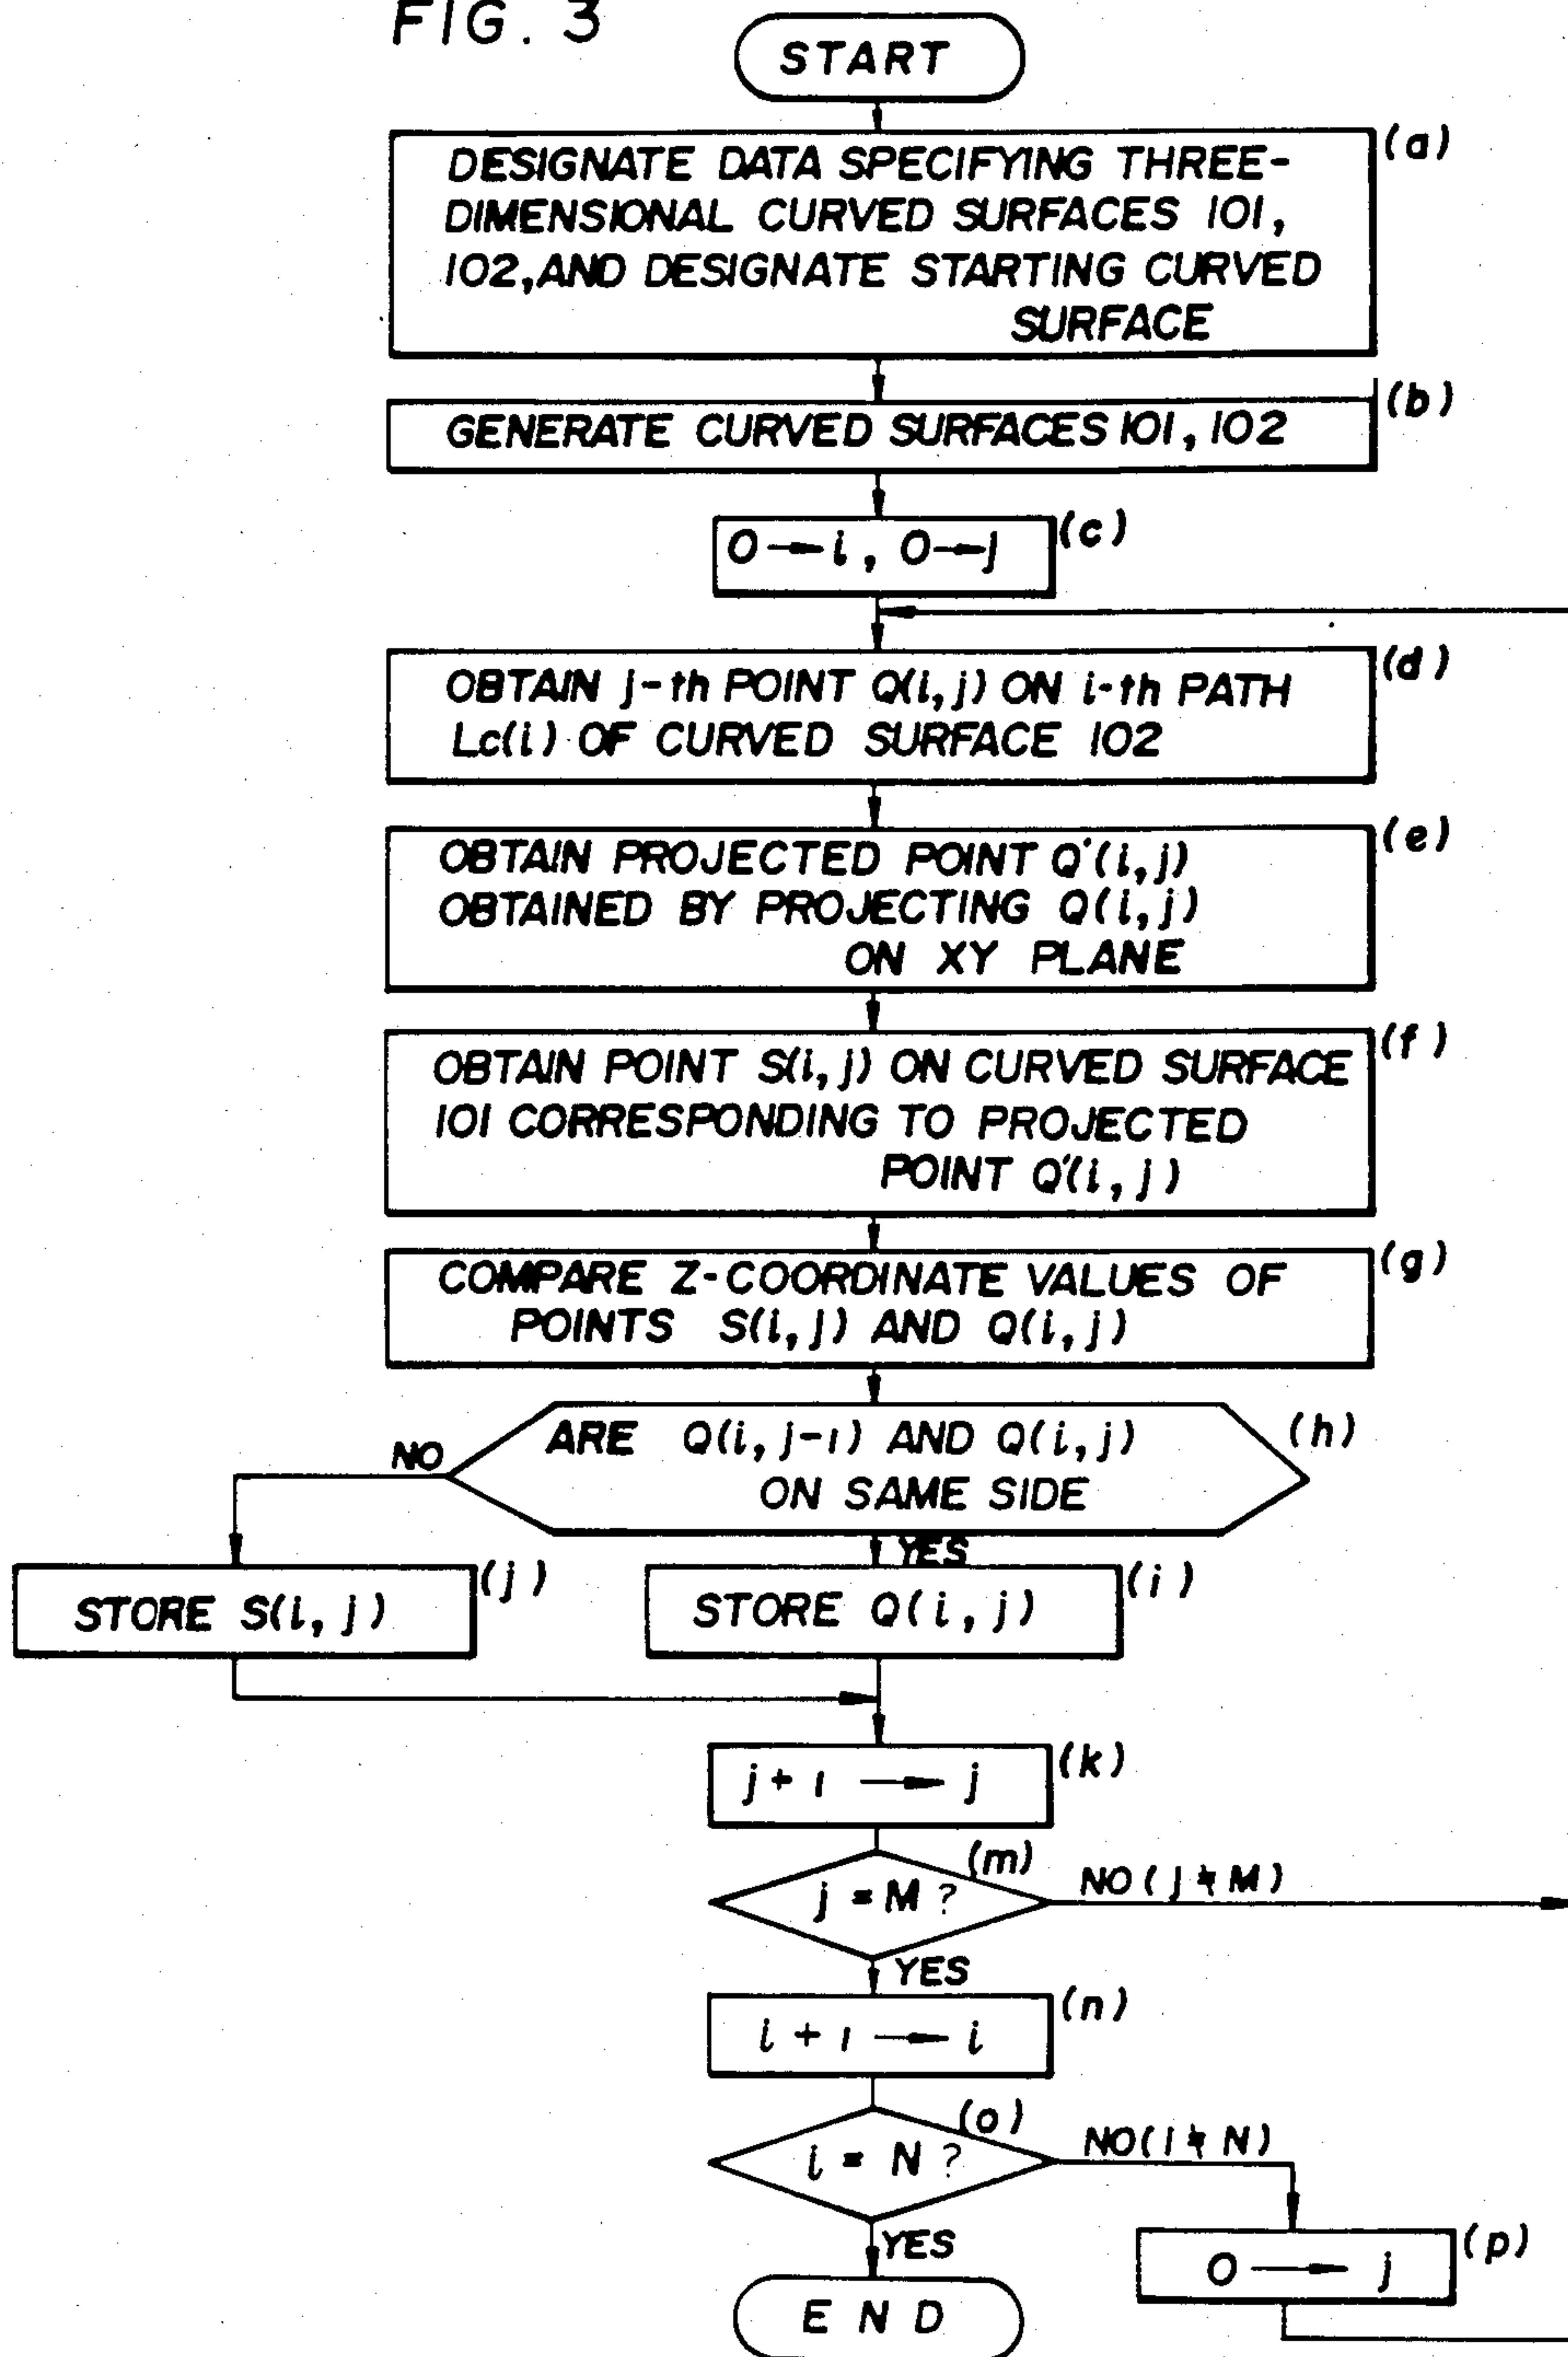 FIG. 3
START
(a)
DESIGNATE DATA SPECIFYING THREE-
DIMENSIONAL CURVED SURFACES 101,
102, AND DESIGNATE STARTING CURVED
SURFACE
(b)
GENERATE CURVED SURFACES 101, 102
(c)
0→i, 0→j
(d)
OBTAIN j-th POINT Q(i,j) ON i-th PATH
Lc(i) OF CURVED SURFACE 102
(e)
OBTAIN PROJECTED POINT Q'(i,j)
OBTAINED BY PROJECTING Q(i,j)
ON XY PLANE
(f)
OBTAIN POINT S(i,j) ON CURVED SURFACE
101 CORRESPONDING TO PROJECTED
POINT Q'(i,j)
(g)
COMPARE Z-COORDINATE VALUES OF
POINTS S(i,j) AND Q(i,j)
(h)
ARE Q(i,j-1) AND Q(i,j)
ON SAME SIDE
NO
YES
(j)
STORE S(i,j)
(i)
STORE Q(i,j)
(k)
j+1 → j
(m)
j = M ?
NO (j ≠ M)
YES
(n)
i + 1 → i
(o)
i = N ?
NO (i ≠ N)
YES
(p)
0 → j
END